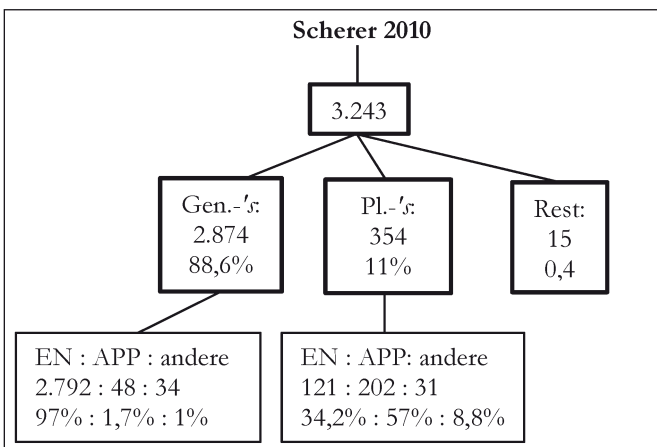 Scherer 2010
3.243
Gen.-'s:
2.874
88,6%
Pl.-'s:
354
11%
Rest:
15
0,4
EN : APP : andere
2.792 : 48 : 34
97% : 1,7% : 1%
EN : APP: andere
121 : 202 : 31
34,2% : 57% : 8,8%